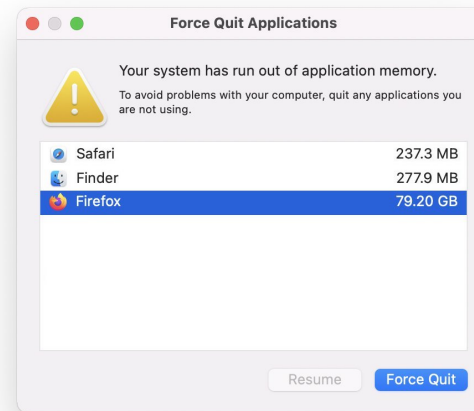 Force Quit Applications
Your system has run out of application memory.
To avoid problems with your computer, quit any applications you
are not using.
Safari 237.3 MB
Finder 277.9 MB
Firefox 79.20 GB
Resume Force Quit